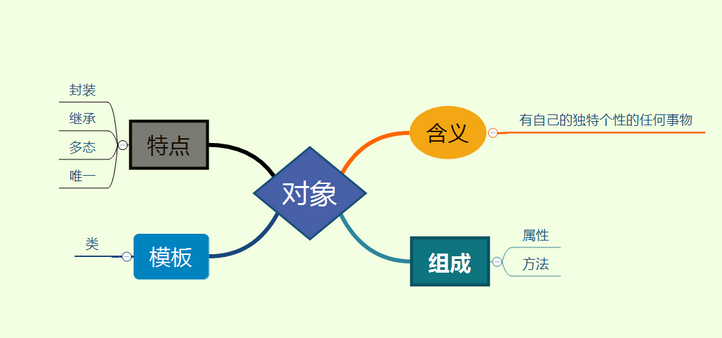 封装
继承
多态
唯一
特点
类
模板
对象
含义
有自己的独特个性的任何事物
组成
属性
方法